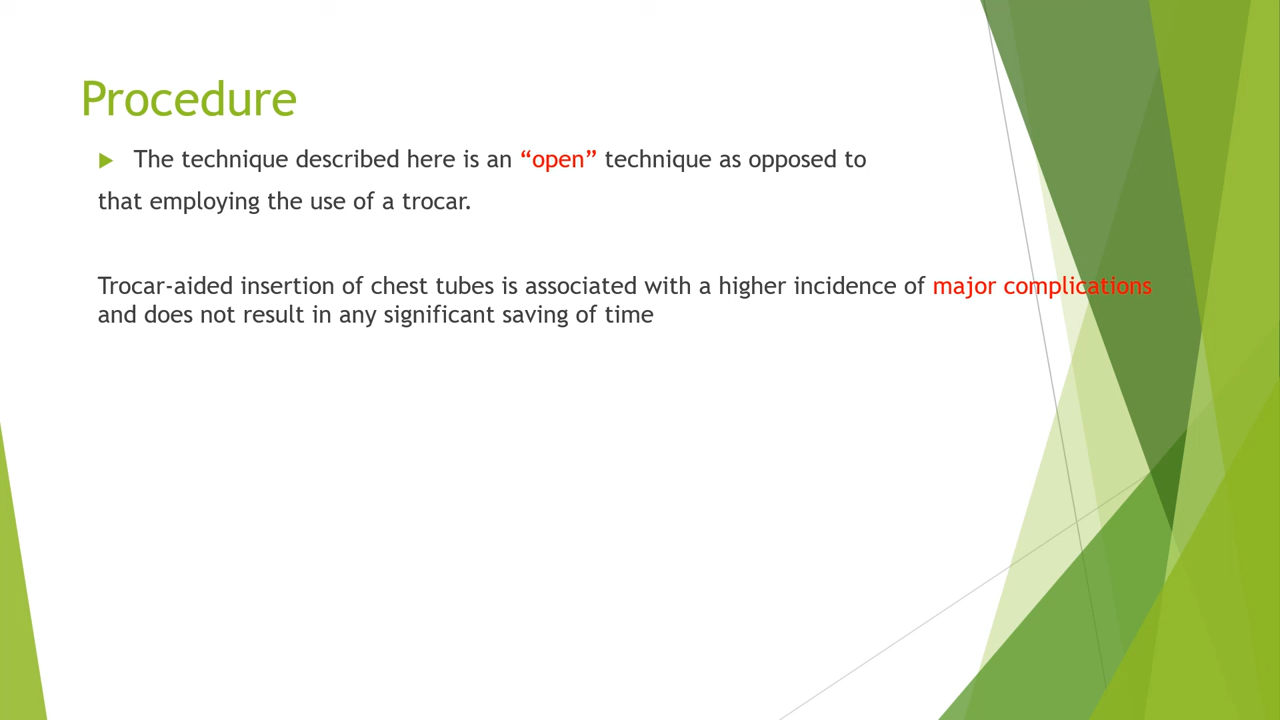 Procedure
The technique described here is an “open” technique as opposed to
that employing the use of a trocar.
Trocar-aided insertion of chest tubes is associated with a higher incidence of major complications
and does not result in any significant saving of time